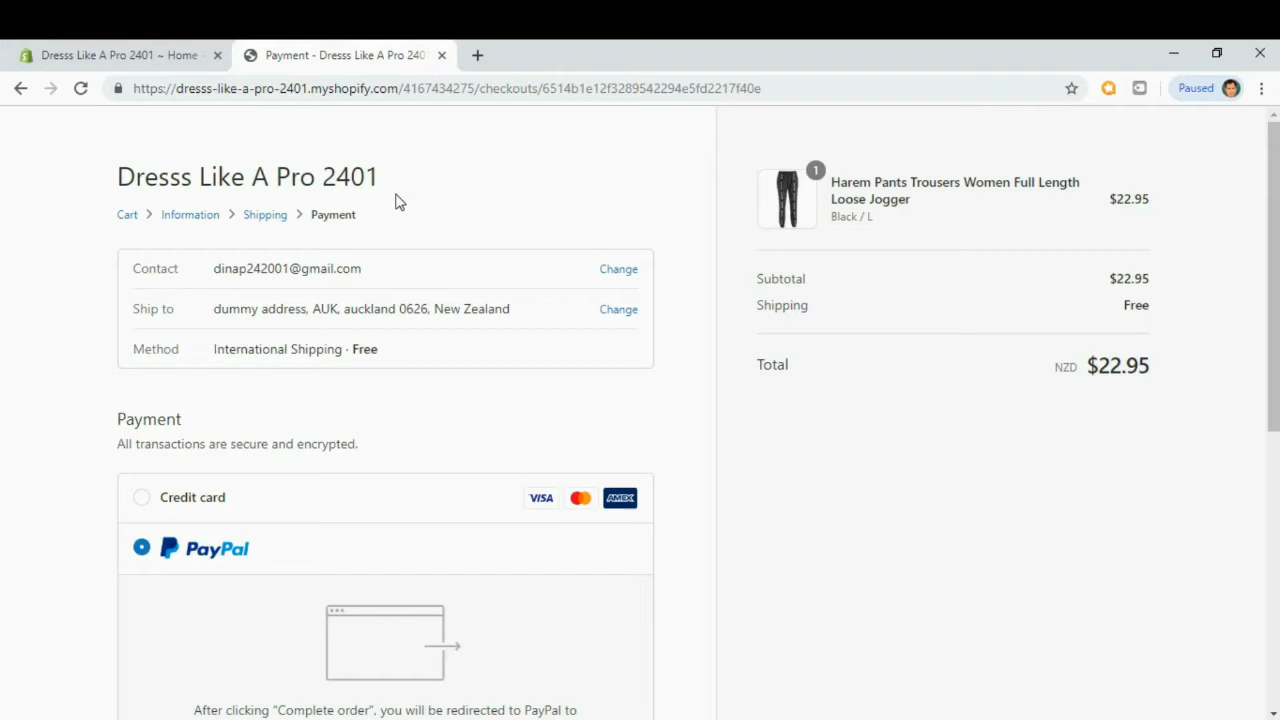 Dresss Like A Pro 2401 ~ Home
Payment - Dresss Like A Pro 240
https://dresss-like-a-pro-2401.myshopify.com/4167434275/checkouts/6514b1e12f3289542294e5fd2217f40e
Paused
Dresss Like A Pro 2401
Cart > Information > Shipping > Payment
Contact dinap242001@gmail.com Change
Ship to dummy address, AUK, auckland 0626, New Zealand Change
Method International Shipping · Free
Payment
All transactions are secure and encrypted.
Credit card VISA AMEX
PayPal
After clicking “Complete order”, you will be redirected to PayPal to
1
Harem Pants Trousers Women Full Length
Loose Jogger
Black / L
$22.95
Subtotal $22.95
Shipping Free
Total NZD $22.95